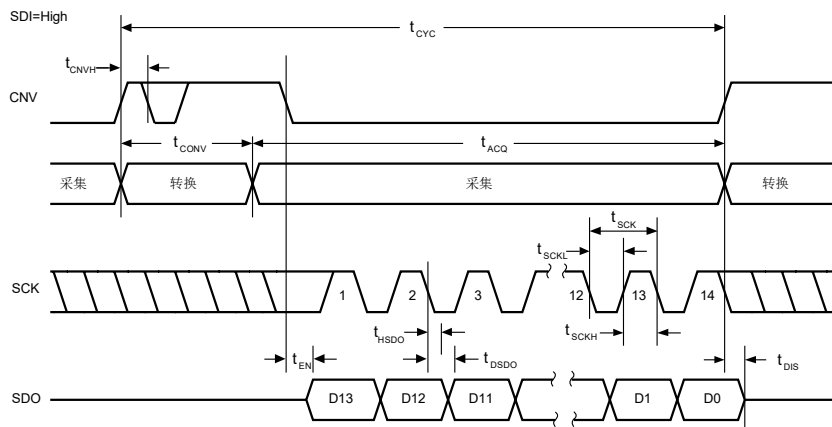 SDI=High
tCYC
tCNVH
CNV
tCONV
tACQ
采集 转换 采集 转换
tSCK
tSCKL
SCK
1 2 3 12 13 14
tHSDO
tSCKH
tEN
tDSDO
tDIS
SDO
D13 D12 D11 D1 D0